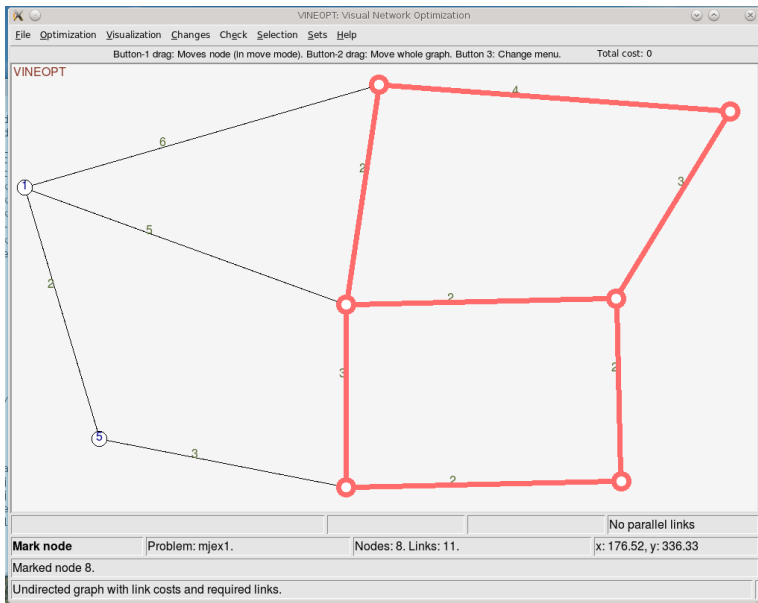 VINEOPT: Visual Network Optimization
File Optimization Visualization Changes Check Selection Sets Help
Button-1 drag: Moves node (in move mode). Button-2 drag: Move whole graph. Button 3: Change menu. Total cost: 0
VINEOPT
4
6
2
3
1
5
2
2
3
2
5
3
2
No parallel links
Mark node Problem: mjex1. Nodes: 8. Links: 11. x: 176.52, y: 336.33
Marked node 8.
Undirected graph with link costs and required links.